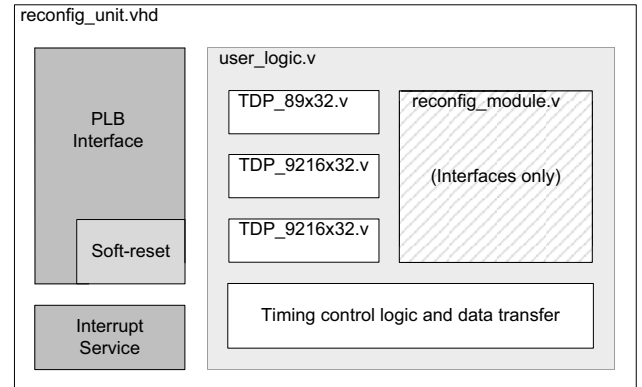 reconfig_unit.vhd
PLB
Interface
Soft-reset
Interrupt
Service
user_logic.v
TDP_89x32.v
TDP_9216x32.v
TDP_9216x32.v
reconfig_module.v
(Interfaces only)
Timing control logic and data transfer